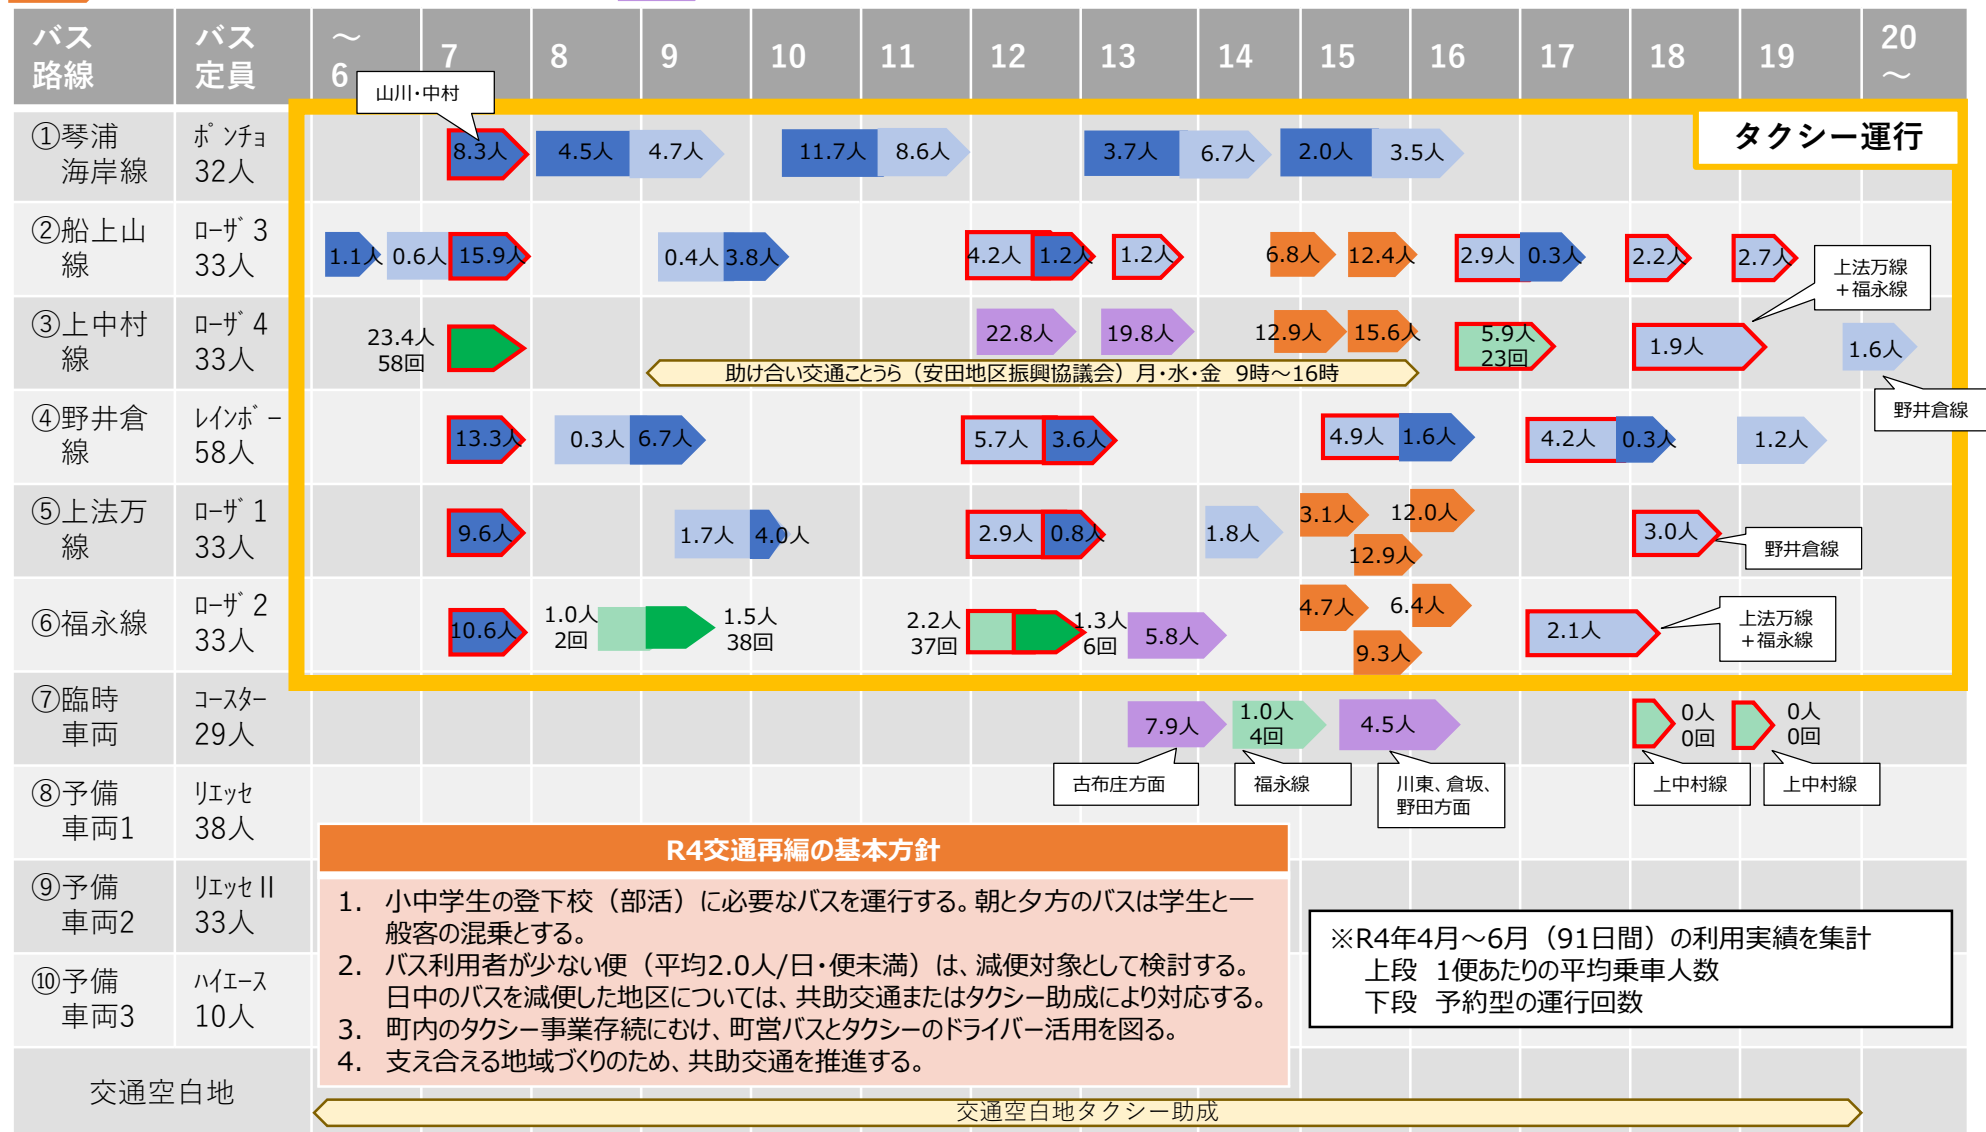 バス
路線
バス
定員
～
6
7
8
9
10
11
12
13
14
15
16
17
18
19
20
～
山川・中村
タクシー運行
①琴浦
海岸線
ﾎﾟﾝﾁｮ
32人
8.3人
4.5人
4.7人
11.7人
8.6人
3.7人
6.7人
2.0人
3.5人
②船上山
線
ﾛｰｻﾞ3
33人
1.1人
0.6人
15.9人
0.4人
3.8人
4.2人
1.2人
1.2人
6.8人
12.4人
2.9人
0.3人
2.2人
2.7人
上法万線
＋福永線
③上中村
線
ﾛｰｻﾞ4
33人
23.4人
58回
22.8人
19.8人
12.9人
15.6人
5.9人
23回
1.9人
1.6人
助け合い交通ことうら（安田地区振興協議会）月・水・金 9時～16時
野井倉線
④野井倉
線
ﾚｲﾝﾎﾞｰ
58人
13.3人
0.3人
6.7人
5.7人
3.6人
4.9人
1.6人
4.2人
0.3人
1.2人
⑤上法万
線
ﾛｰｻﾞ1
33人
9.6人
1.7人
4.0人
2.9人
0.8人
1.8人
3.1人
12.0人
12.9人
3.0人
野井倉線
⑥福永線
ﾛｰｻﾞ2
33人
10.6人
1.0人
2回
1.5人
38回
2.2人
37回
1.3人
6回
5.8人
4.7人
6.4人
9.3人
2.1人
上法万線
＋福永線
⑦臨時
車両
ｺｰｽﾀｰ
29人
7.9人
1.0人
4回
4.5人
0人
0回
0人
0回
古布庄方面
福永線
川東、倉坂、
野田方面
上中村線
上中村線
⑧予備
車両1
ﾘｴｯｾ
38人
⑨予備
車両2
ﾘｴｯｾⅡ
33人
⑩予備
車両3
ﾊｲｴｰｽ
10人
R4交通再編の基本方針
1. 小中学生の登下校（部活）に必要なバスを運行する。朝と夕方のバスは学生と一
般客の混乗とする。
2. バス利用者が少ない便（平均2.0人/日・便未満）は、減便対象として検討する。
日中のバスを減便した地区については、共助交通またはタクシー助成により対応する。
3. 町内のタクシー事業存続にむけ、町営バスとタクシーのドライバー活用を図る。
4. 支え合える地域づくりのため、共助交通を推進する。
※R4年4月～6月（91日間）の利用実績を集計
上段 1便あたりの平均乗車人数
下段 予約型の運行回数
交通空白地
交通空白地タクシー助成